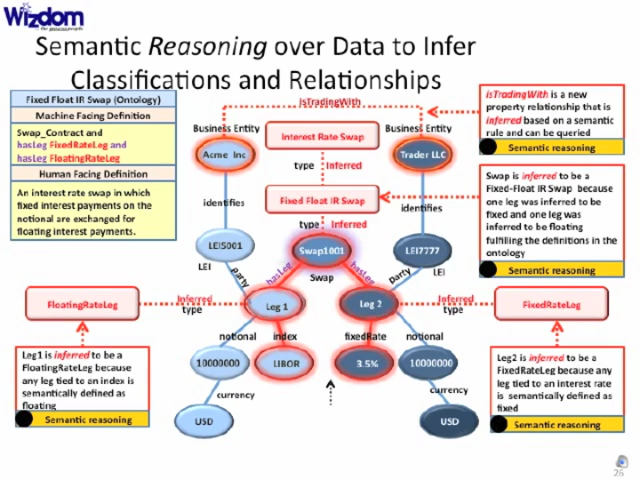 Wizdom
Semantic Reasoning over Data to Infer
Classifications and Relationships
Fixed Float IR Swap (Ontology)
Machine Facing Definition
Swap_Contract and
hasLeg FixedRateLeg and
hasLeg FloatingRateLeg
Human Facing Definition
An interest rate swap in which
fixed interest payments on the
notional are exchanged for
floating interest payments.
isTradingWith
Business Entity
Business Entity
Acme Inc
Interest Rate Swap
Trader LLC
type Inferred
Fixed Float IR Swap
identifies
identifies
type Inferred
LEI5001
Swap1001
LEI7777
LEI
party
hasLeg
Swap
hasLeg
party
LEI
FloatingRateLeg
Inferred
type
Leg 1
Leg 2
Inferred
type
FixedRateLeg
notional
index
fixedRate
notional
10000000
LIBOR
3.5%
10000000
currency
currency
USD
USD
isTradingWith is a new
property relationship that is
inferred based on a semantic
rule and can be queried
Semantic reasoning
Swap is inferred to be a
Fixed-Float IR Swap because
one leg was inferred to be
fixed and one leg was
inferred to be floating
fulfilling the definitions in the
ontology
Semantic reasoning
Leg1 is inferred to be a
FloatingRateLeg because
any leg tied to an index is
semantically defined as
floating
Semantic reasoning
Leg2 is inferred to be a
FixedRateLeg because any
leg tied to an interest rate
is semantically defined as
fixed
Semantic reasoning
26